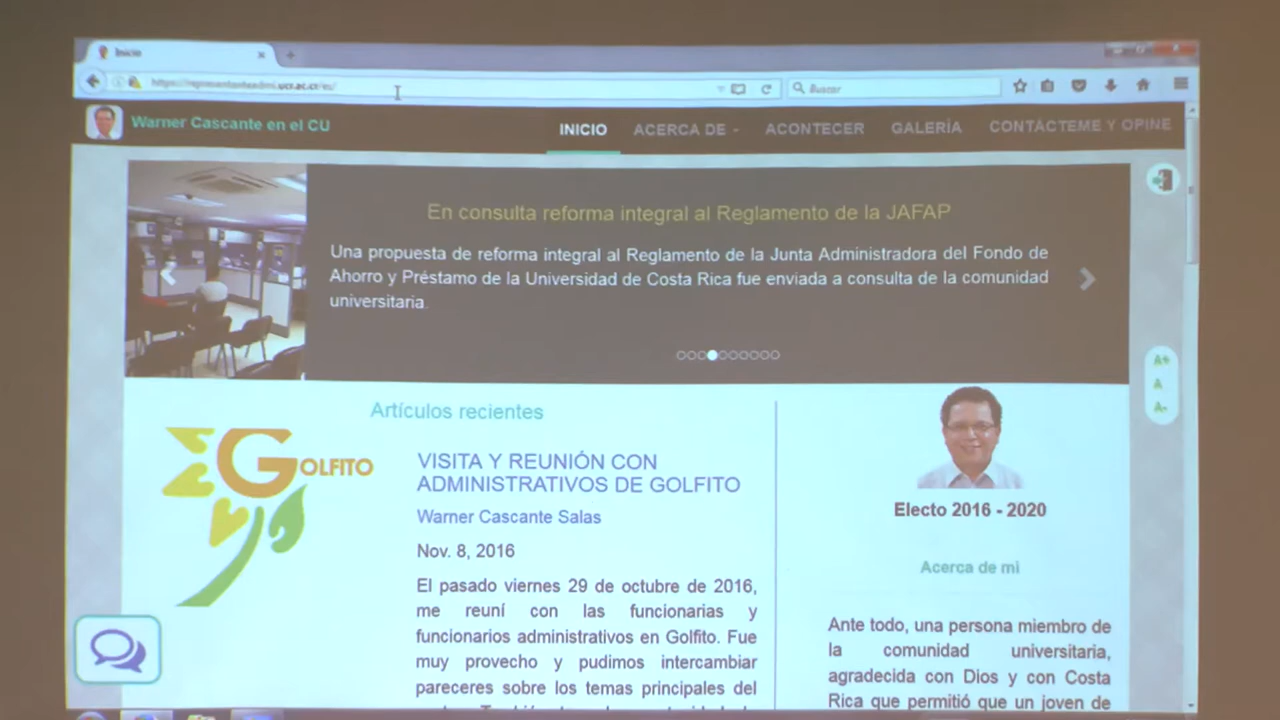 Inicio
Buscar
Warner Cascante en el CU
INICIO
ACERCA DE
ACONTECER
GALERÍA
CONTÁCTEME Y OPINE
En consulta reforma integral al Reglamento de la JAFAP
Una propuesta de reforma integral al Reglamento de la Junta Administradora del Fondo de
Ahorro y Préstamo de la Universidad de Costa Rica fue enviada a consulta de la comunidad
universitaria.
A+
A
A-
Artículos recientes
GOLFITO
VISITA Y REUNIÓN CON
ADMINISTRATIVOS DE GOLFITO
Warner Cascante Salas
Nov. 8, 2016
El pasado viernes 29 de octubre de 2016,
me reuní con las funcionarias y
funcionarios administrativos en Golfito. Fue
muy provecho y pudimos intercambiar
pareceres sobre los temas principales del
Electo 2016 - 2020
Acerca de mi
Ante todo, una persona miembro de
la comunidad universitaria,
agradecida con Dios y con Costa
Rica que permitió que un joven de